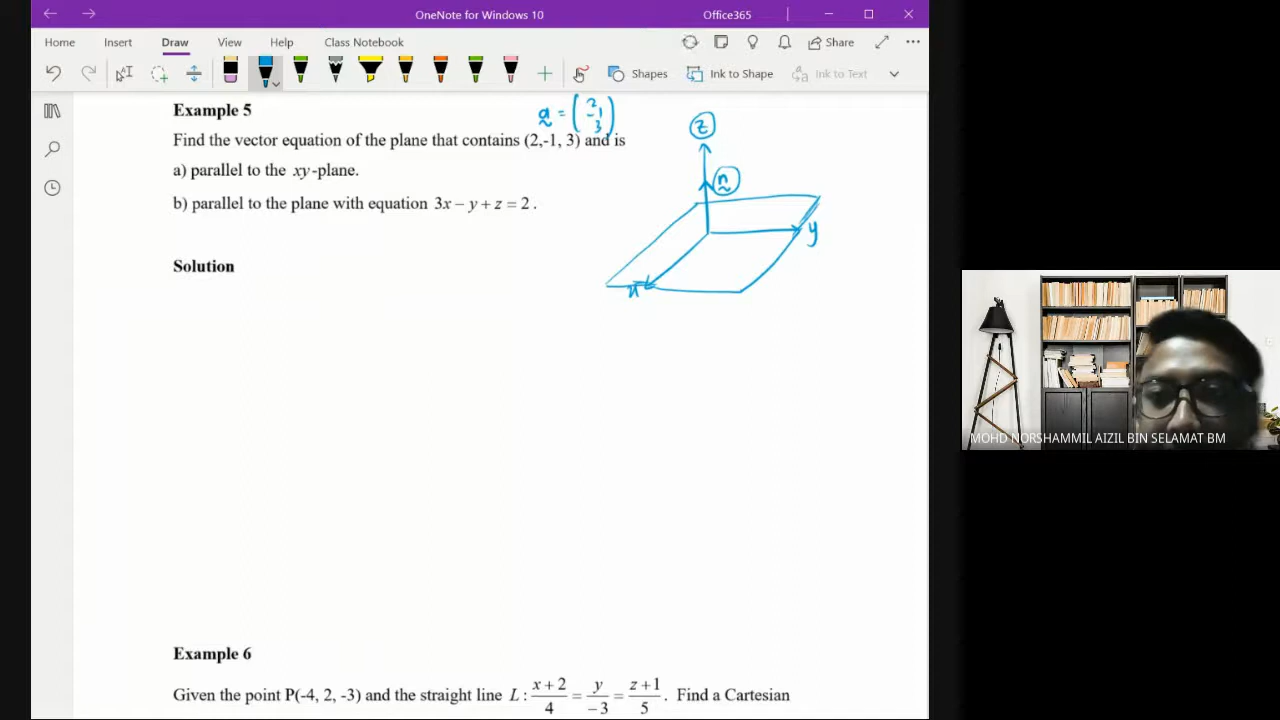 OneNote for Windows 10
Office365
Home
Insert
Draw
View
Help
Class Notebook
Share
Shapes
Ink to Shape
Ink to Text
Example 5
a = (2 -1 3)
Find the vector equation of the plane that contains (2,-1, 3) and is
a) parallel to the xy-plane.
b) parallel to the plane with equation 3x − y + z = 2 .
z
n
y
x
Solution
MOHD NORSHAMMIL AIZIL BIN SELAMAT BM
Example 6
Given the point P(-4, 2, -3) and the straight line L : (x+2)/4 = y/−3 = (z+1)/5 . Find a Cartesian